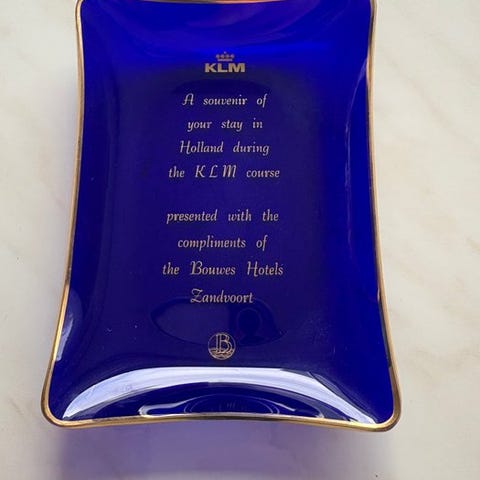 KLM
A souvenir of
your stay in
Holland during
the KLM course
presented with the
compliments of
the Bouwes Hotels
Zandvoort
B